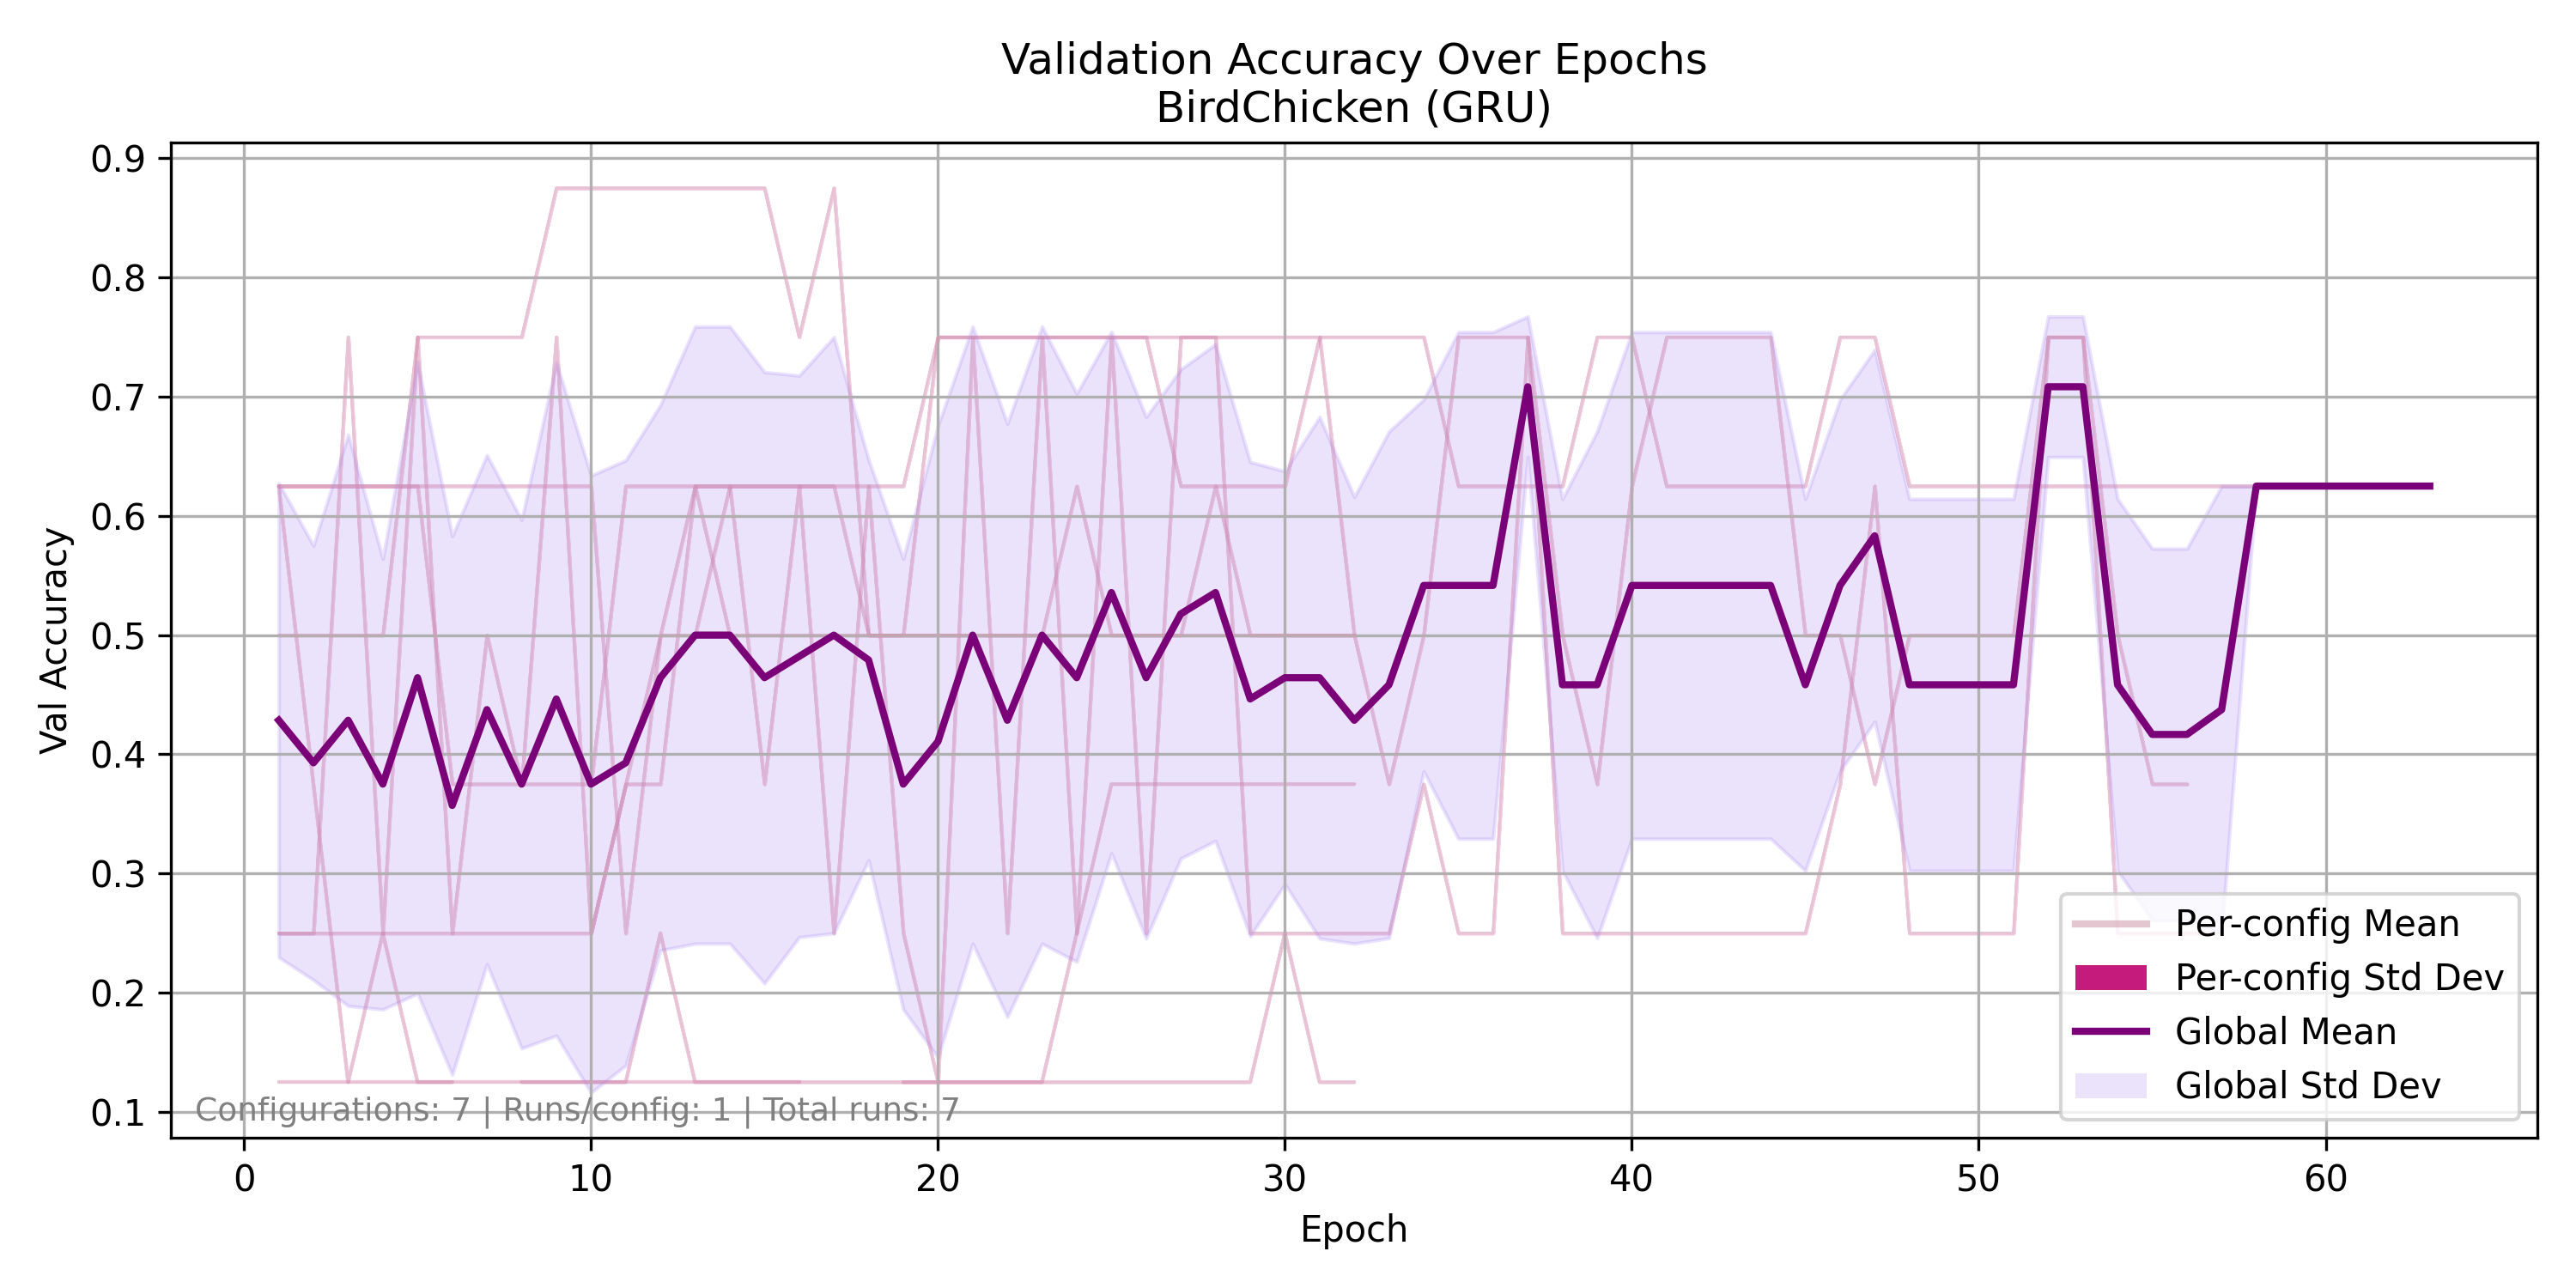 Validation Accuracy Over Epochs
BirdChicken (GRU)
Val Accuracy
0.9
0.8
0.7
0.6
0.5
0.4
0.3
0.2
0.1
Configurations: 7 | Runs/config: 1 | Total runs: 7
Per-config Mean
Per-config Std Dev
Global Mean
Global Std Dev
0 10 20 30 40 50 60
Epoch